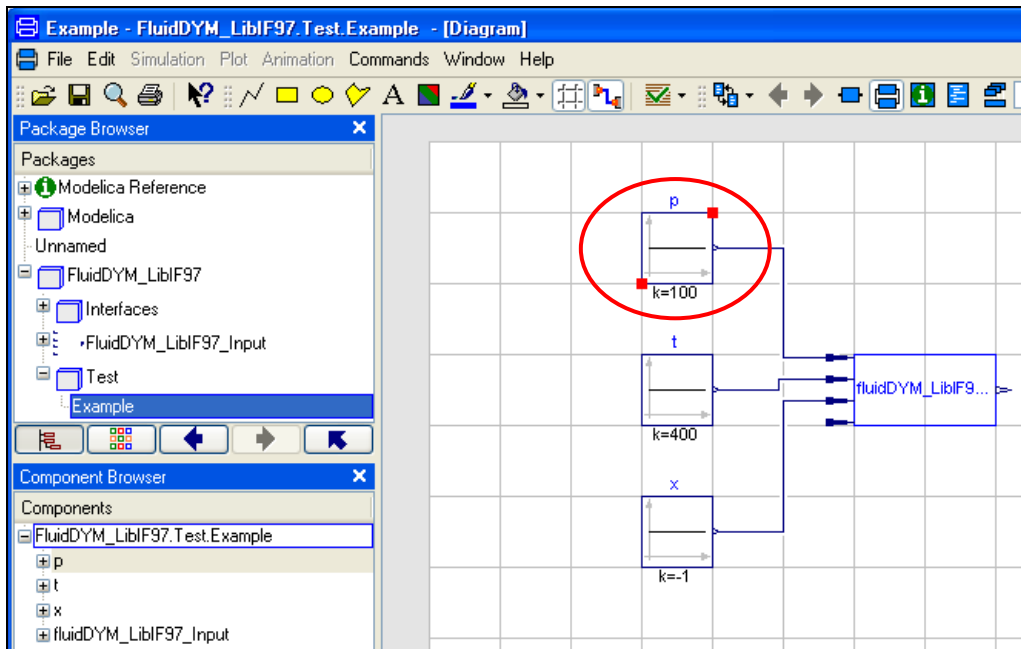 Example - FluidDYM_LibIF97.Test.Example - [Diagram]
File Edit Simulation Plot Animation Commands Window Help
A
Package Browser
Packages
Modelica Reference
Modelica
Unnamed
FluidDYM_LibIF97
Interfaces
FluidDYM_LibIF97_Input
Test
Example
Component Browser
Components
FluidDYM_LibIF97.Test.Example
p
t
x
fluidDYM_LibIF97_Input
p
k=100
t
k=400
fluidDYM_LibIF9...
x
k=-1